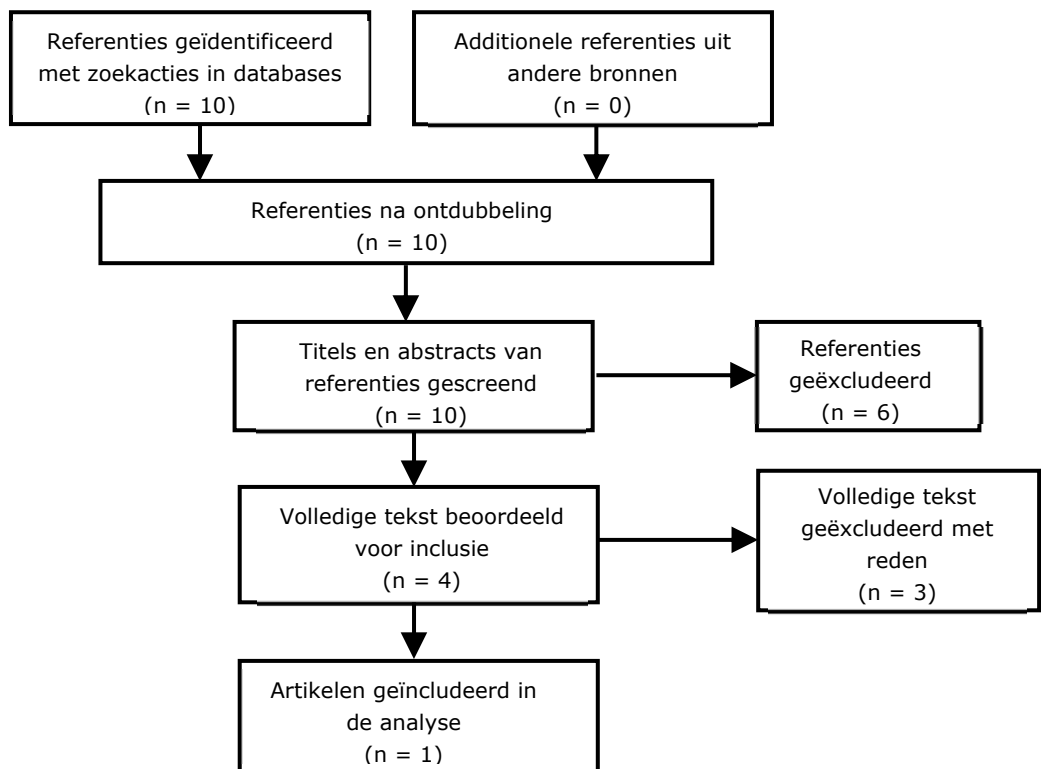 Referenties geïdentificeerd
met zoekacties in databases
(n = 10)
Additionele referenties uit
andere bronnen
(n = 0)
Referenties na ontdubbeling
(n = 10)
Titels en abstracts van
referenties gescreend
(n = 10)
Referenties
geëxcludeerd
(n = 6)
Volledige tekst beoordeeld
voor inclusie
(n = 4)
Volledige tekst
geëxcludeerd met
reden
(n = 3)
Artikelen geïncludeerd in
de analyse
(n = 1)